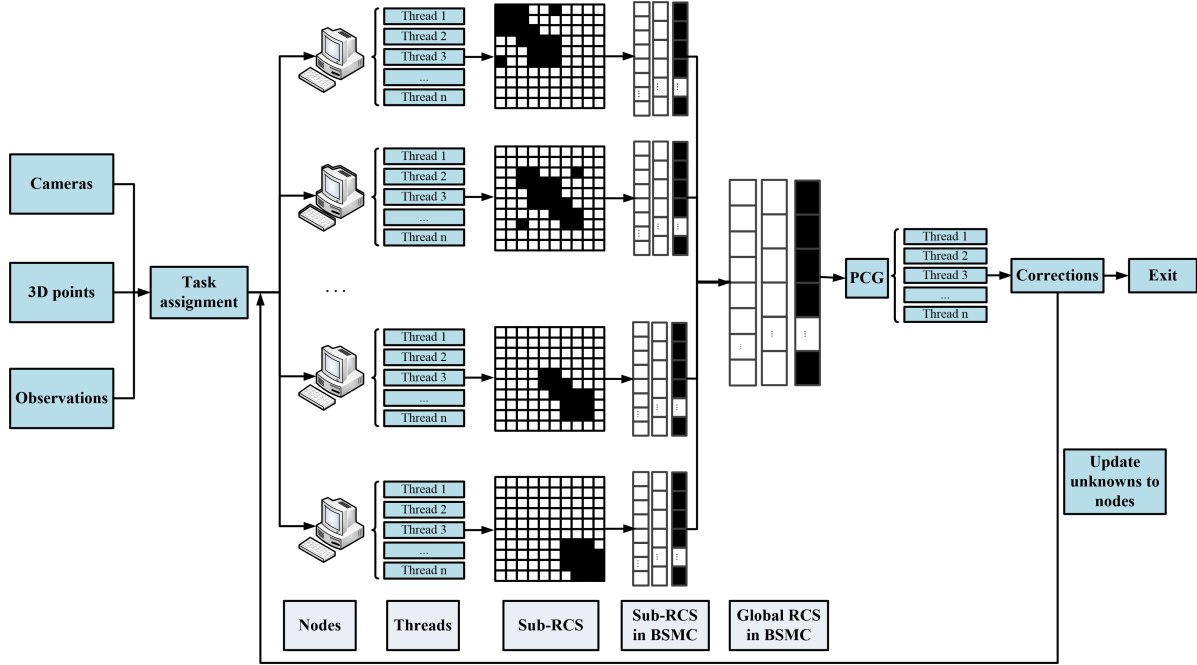 Cameras
3D points
Observations
Task
assignment
Thread 1
Thread 2
Thread 3
...
Thread n
...
...
...
Thread 1
Thread 2
Thread 3
...
Thread n
...
...
...
. . .
Thread 1
Thread 2
Thread 3
...
Thread n
...
...
...
Thread 1
Thread 2
Thread 3
...
Thread n
...
...
...
...
...
...
PCG
Thread 1
Thread 2
Thread 3
...
Thread n
Corrections
Exit
Update
unknowns to
nodes
Nodes
Threads
Sub-RCS
Sub-RCS
in BSMC
Global RCS
in BSMC